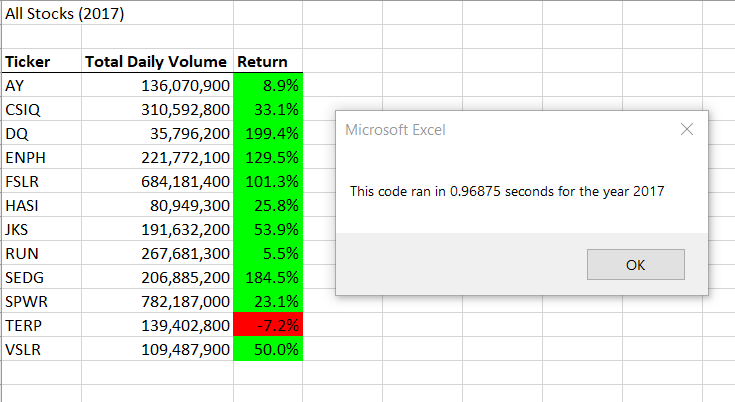 All Stocks (2017)
Ticker Total Daily Volume Return
AY 136,070,900 8.9%
CSIQ 310,592,800 33.1%
DQ 35,796,200 199.4%
ENPH 221,772,100 129.5%
FSLR 684,181,400 101.3%
HASI 80,949,300 25.8%
JKS 191,632,200 53.9%
RUN 267,681,300 5.5%
SEDG 206,885,200 184.5%
SPWR 782,187,000 23.1%
TERP 139,402,800 -7.2%
VSLR 109,487,900 50.0%
Microsoft Excel
This code ran in 0.96875 seconds for the year 2017
OK